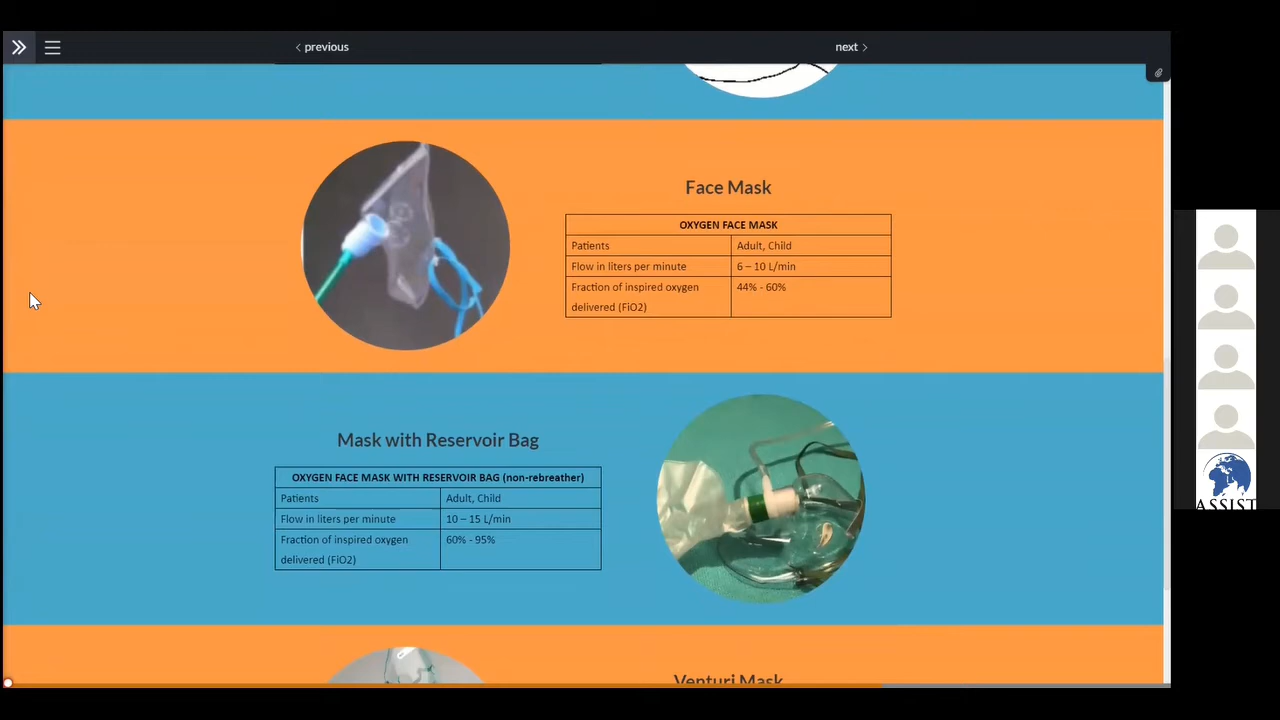 previous
next
Face Mask
OXYGEN FACE MASK
Patients Adult, Child
Flow in liters per minute 6 – 10 L/min
Fraction of inspired oxygen 44% - 60%
delivered (FiO2)
Mask with Reservoir Bag
OXYGEN FACE MASK WITH RESERVOIR BAG (non-rebreather)
Patients Adult, Child
Flow in liters per minute 10 – 15 L/min
Fraction of inspired oxygen 60% - 95%
delivered (FiO2)
ASSIST
Venturi Mask